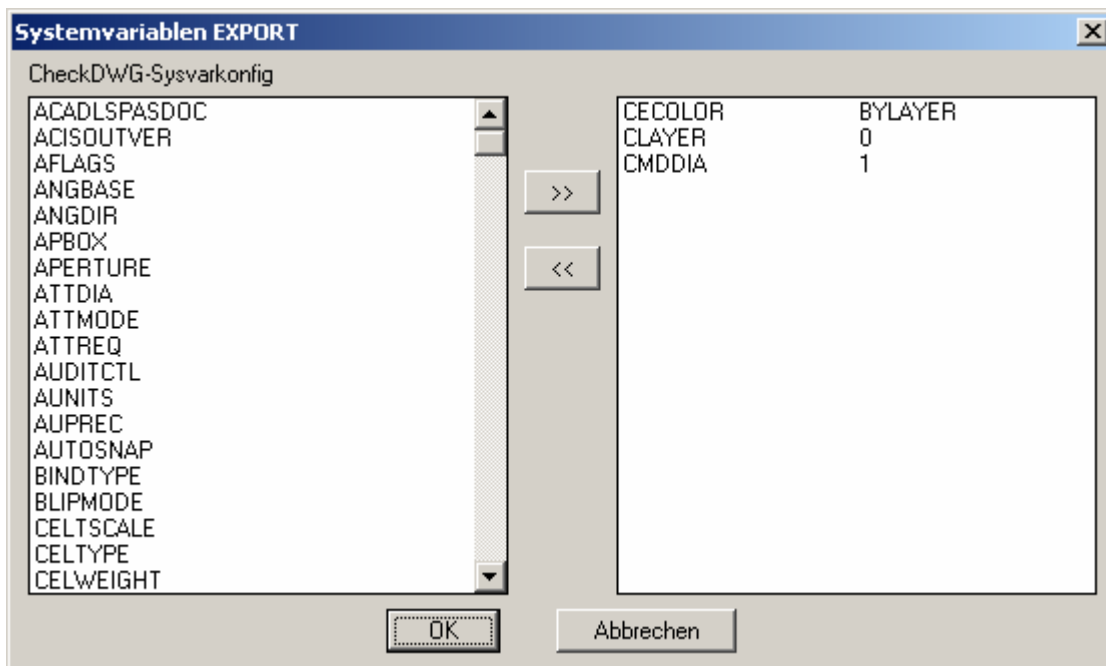 Systemvariablen EXPORT
CheckDWG-Sysvarkonfig
ACADLSPASDOC
ACISOUTVER
AFLAGS
ANGBASE
ANGDIR
APBOX
APERTURE
ATTDIA
ATTMODE
ATTREQ
AUDITCTL
AUNITS
AUPREC
AUTOSNAP
BINDTYPE
BLIPMODE
CELTSCALE
CELTYPE
CELWEIGHT
>>
<<
CECOLOR BYLAYER
CLAYER 0
CMDDIA 1
OK
Abbrechen